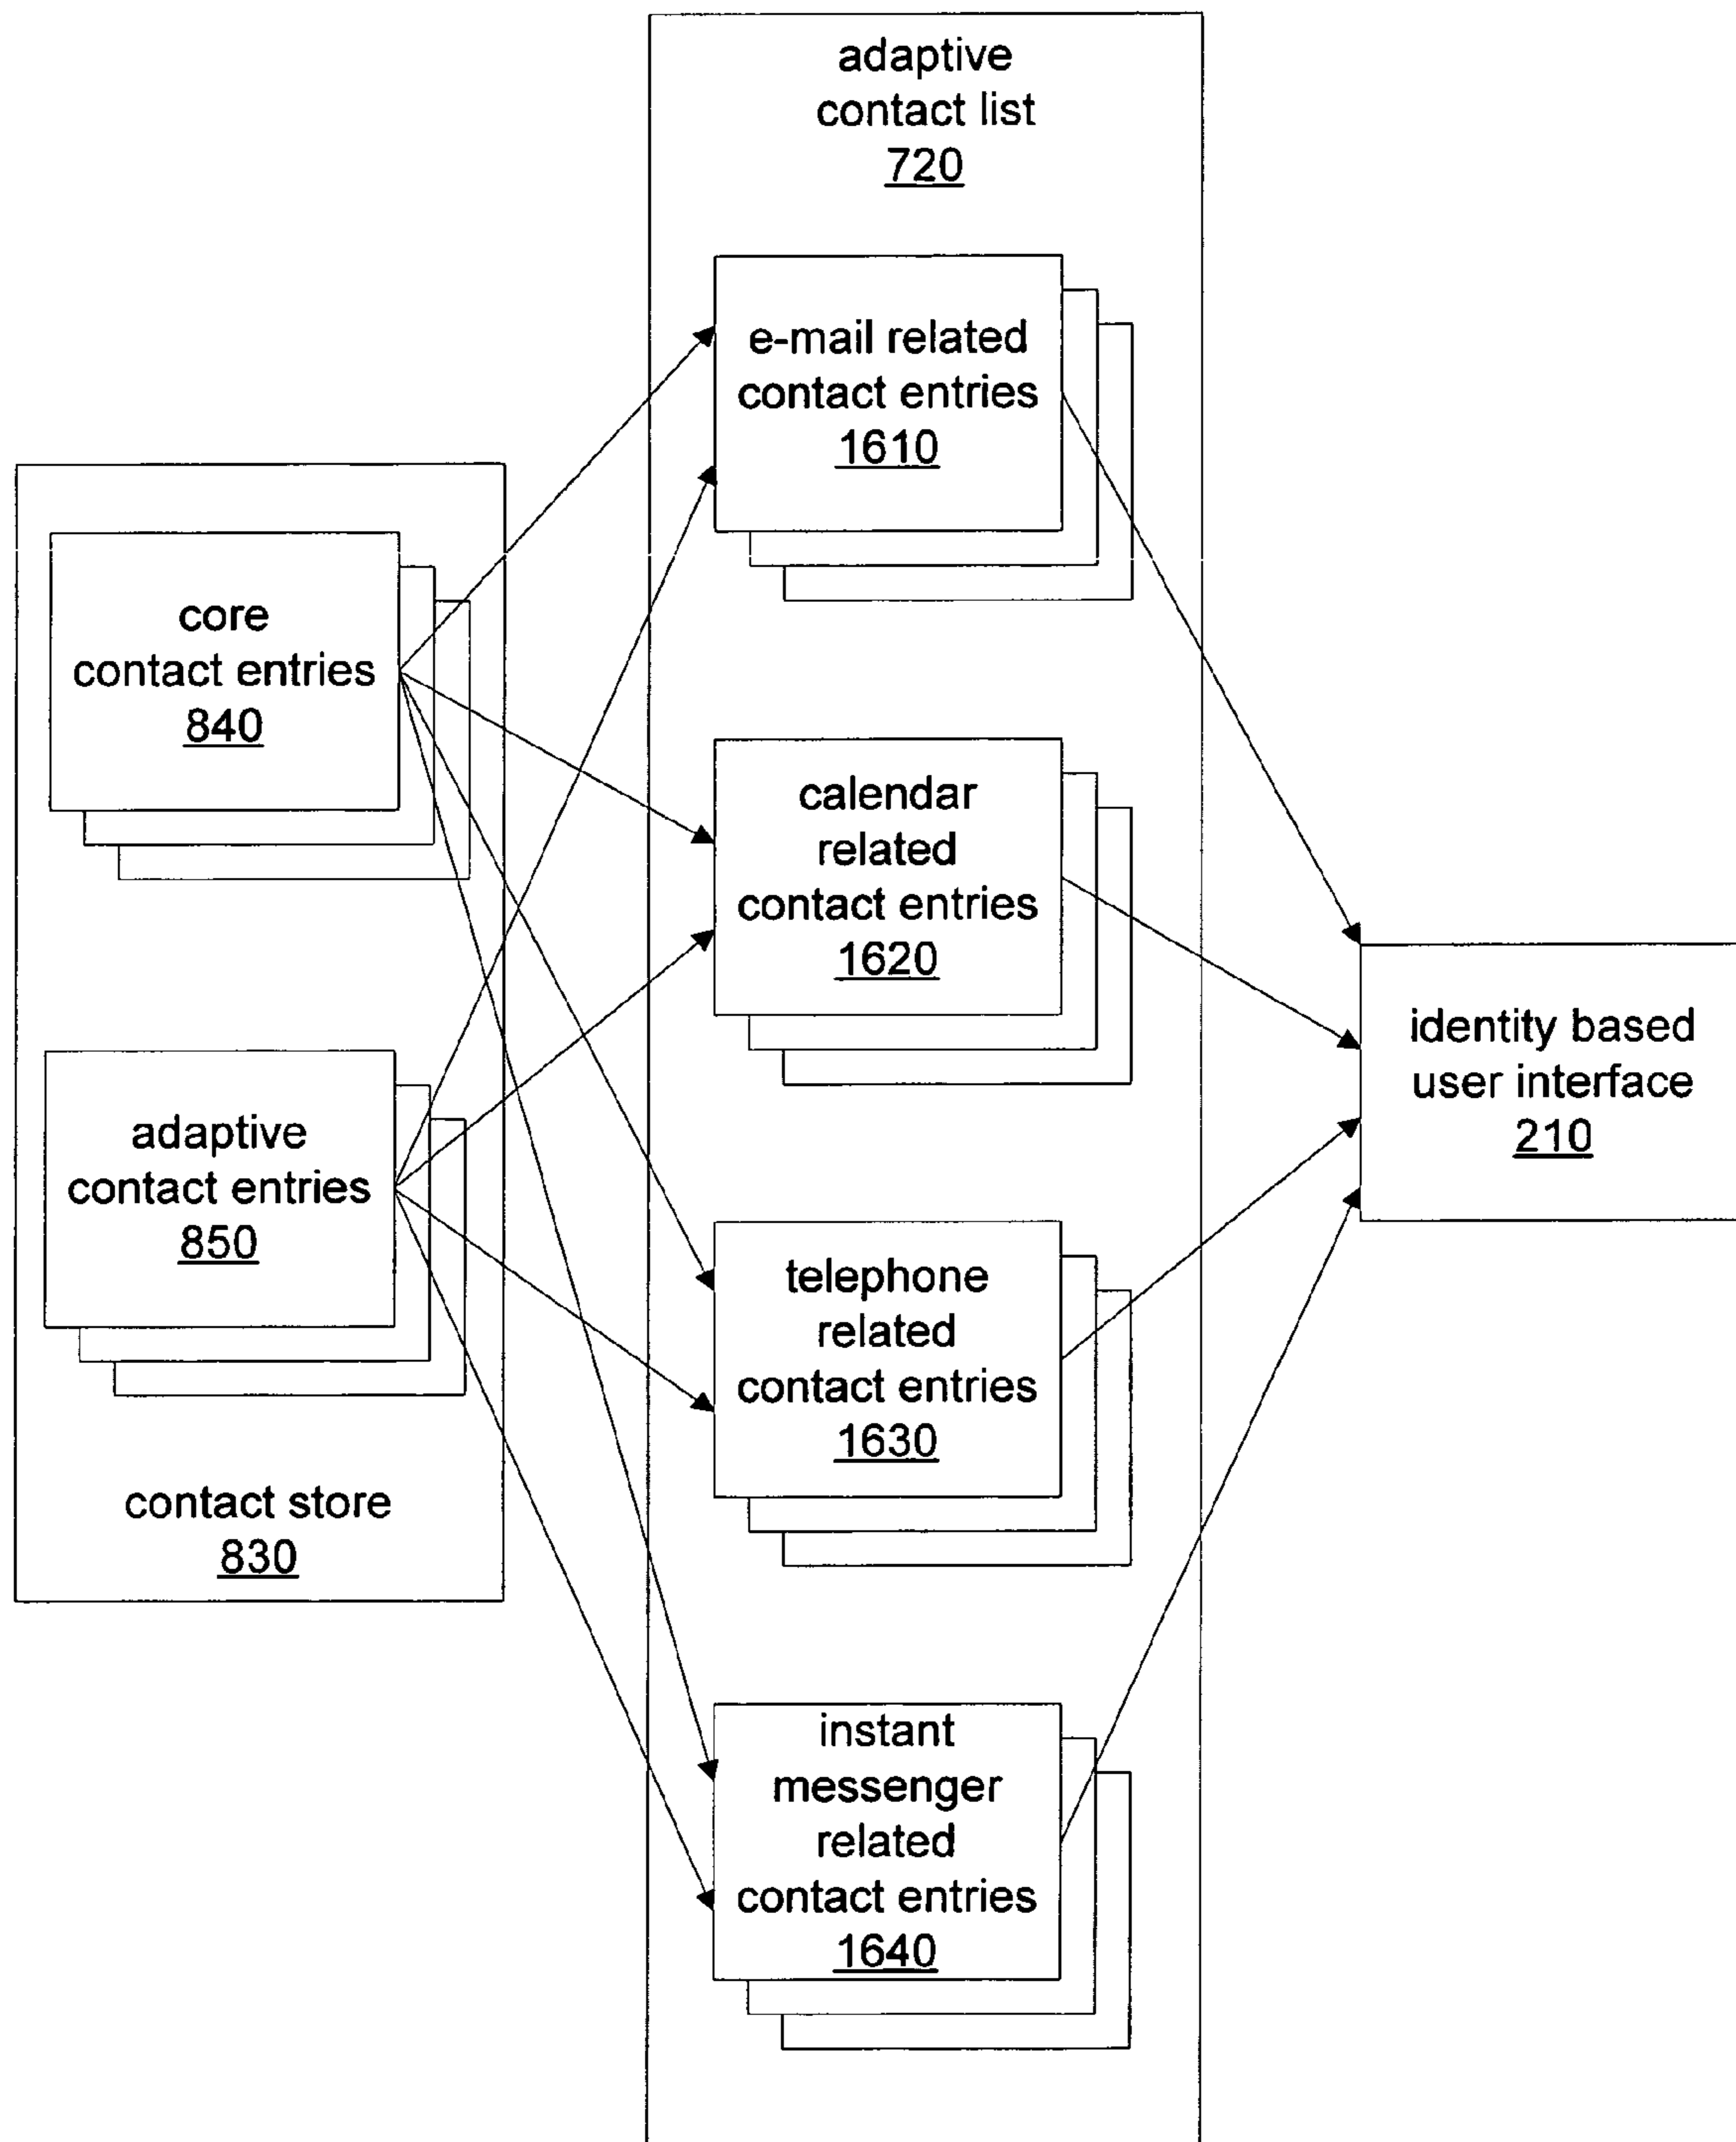 adaptive
contact list
720
e-mail related
contact entries
1610
core
contact entries
840
calendar
related
contact entries
1620
identity based
user interface
210
adaptive
contact entries
850
telephone
related
contact entries
1630
contact store
830
instant
messenger
related
contact entries
1640